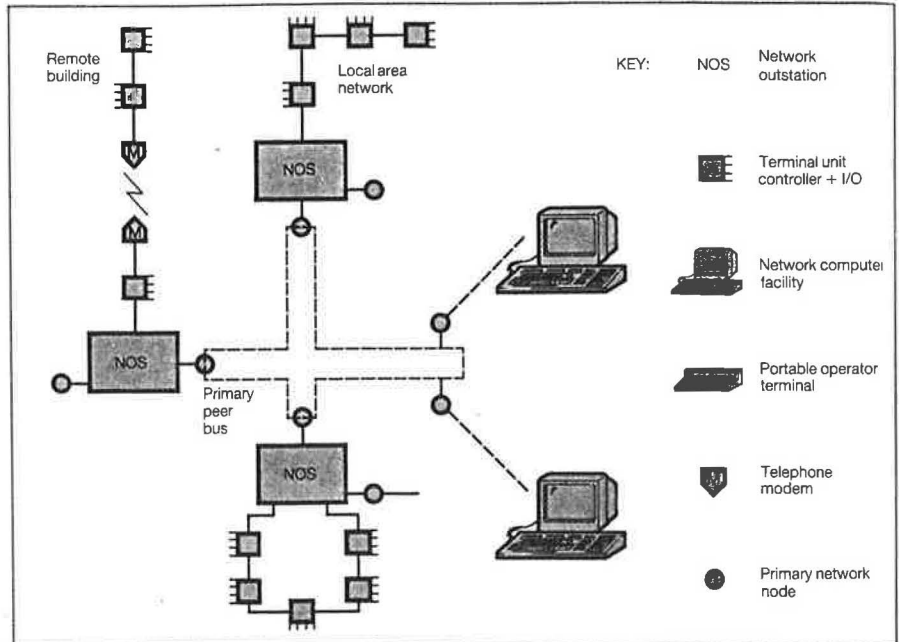 Remote
building
Local area
network
KEY: NOS Network
outstation
M
NOS
Terminal unit
controller + I/O
M
Network computer
facility
NOS
Primary
peer
bus
Portable operator
terminal
NOS
M Telephone
modem
Primary network
node